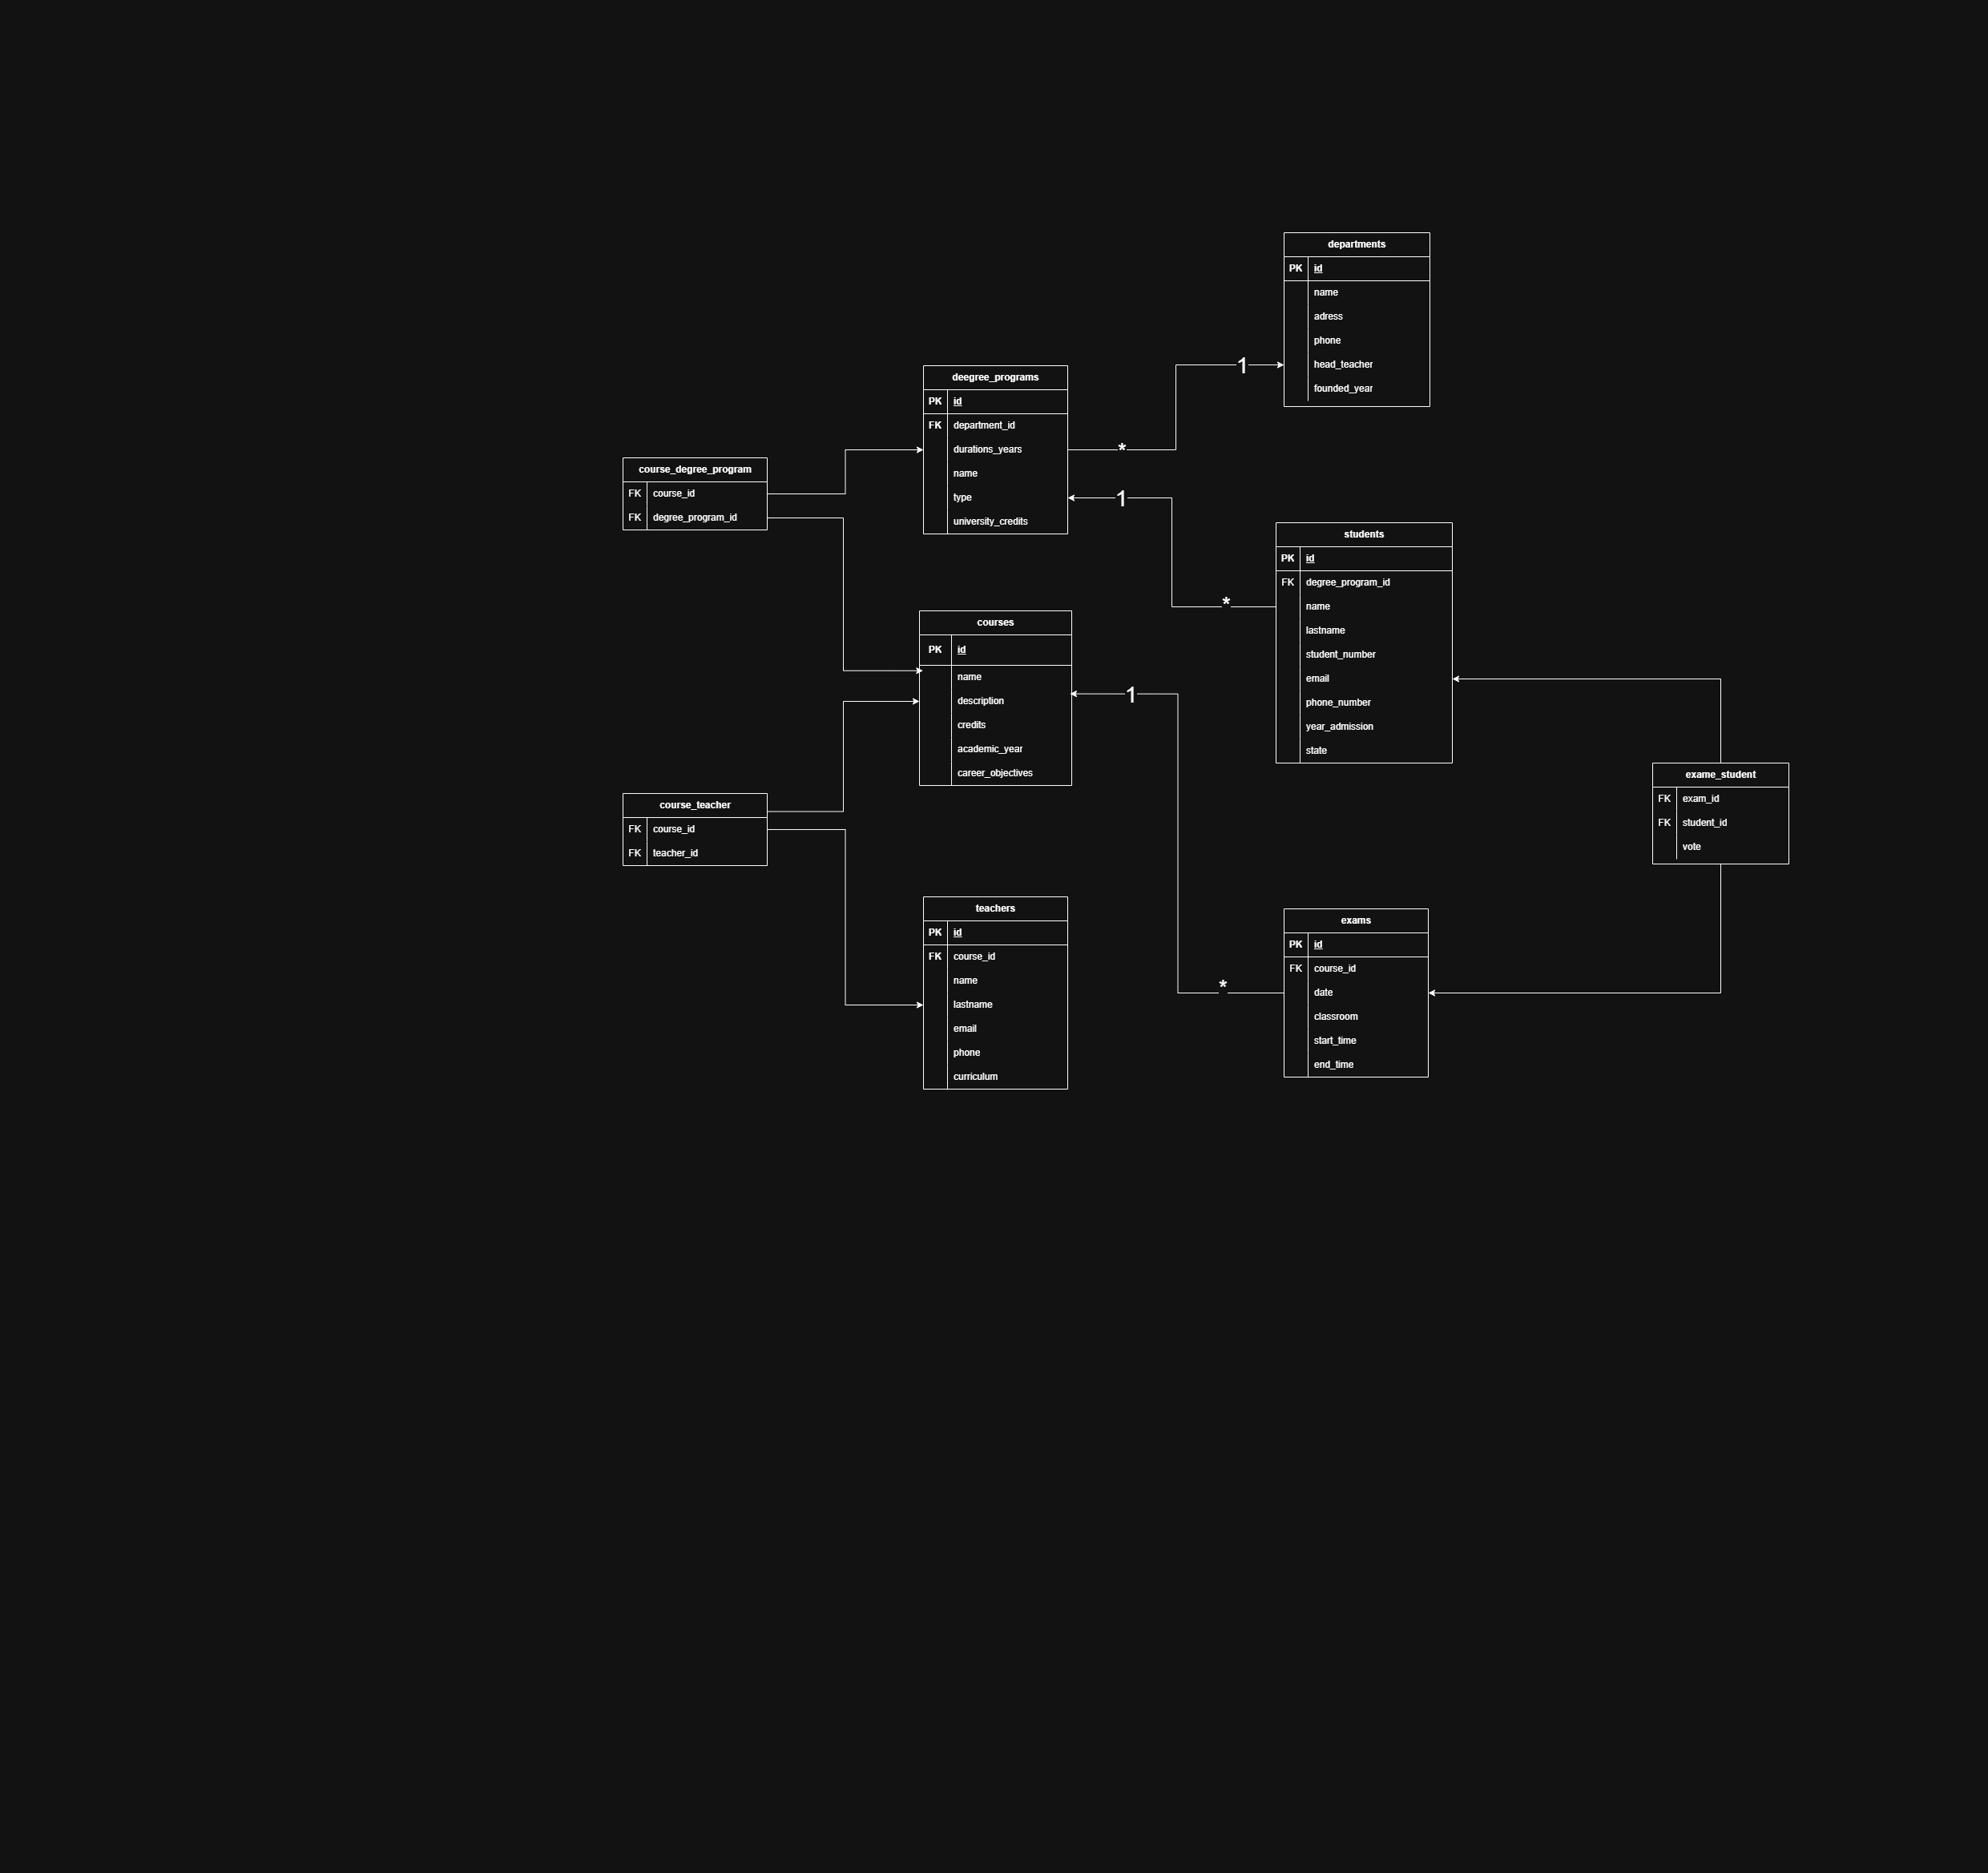 departments
PK id
name
adress
phone
head_teacher
founded_year
1
deegree_programs
PK id
FK department_id
durations_years
name
type
university_credits
*
1
course_degree_program
FK course_id
FK degree_program_id
students
PK id
FK degree_program_id
name
lastname
student_number
email
phone_number
year_admission
state
*
courses
PK id
name
description
credits
academic_year
career_objectives
1
exame_student
FK exam_id
FK student_id
vote
course_teacher
FK course_id
FK teacher_id
teachers
PK id
FK course_id
name
lastname
email
phone
curriculum
*
exams
PK id
FK course_id
date
classroom
start_time
end_time